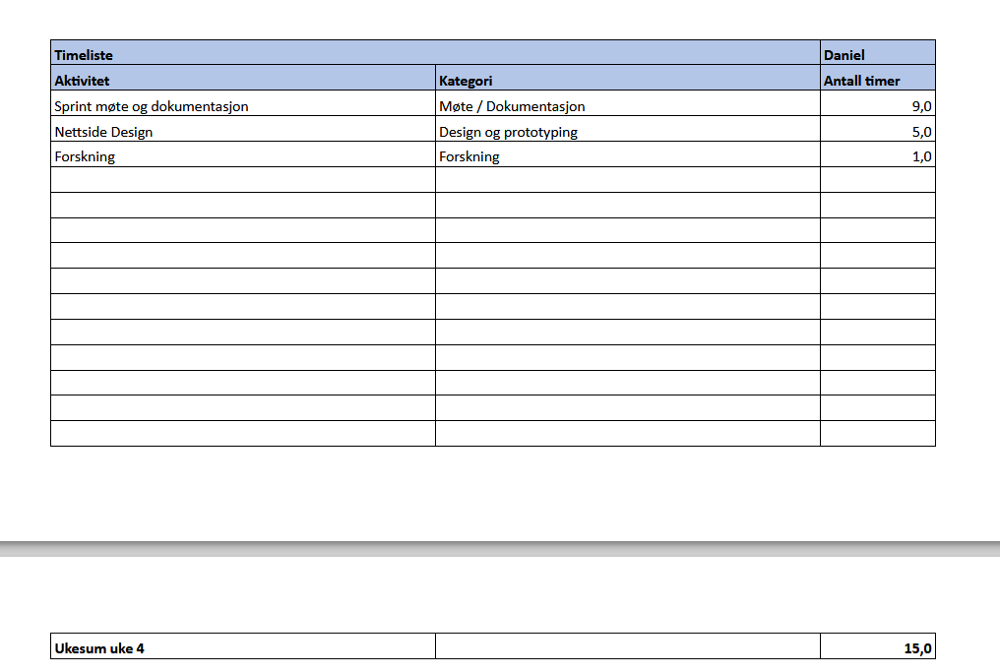 Timeliste Daniel
Aktivitet Kategori Antall timer
Sprint møte og dokumentasjon Møte / Dokumentasjon 9,0
Nettside Design Design og prototyping 5,0
Forskning Forskning 1,0
Ukesum uke 4 15,0